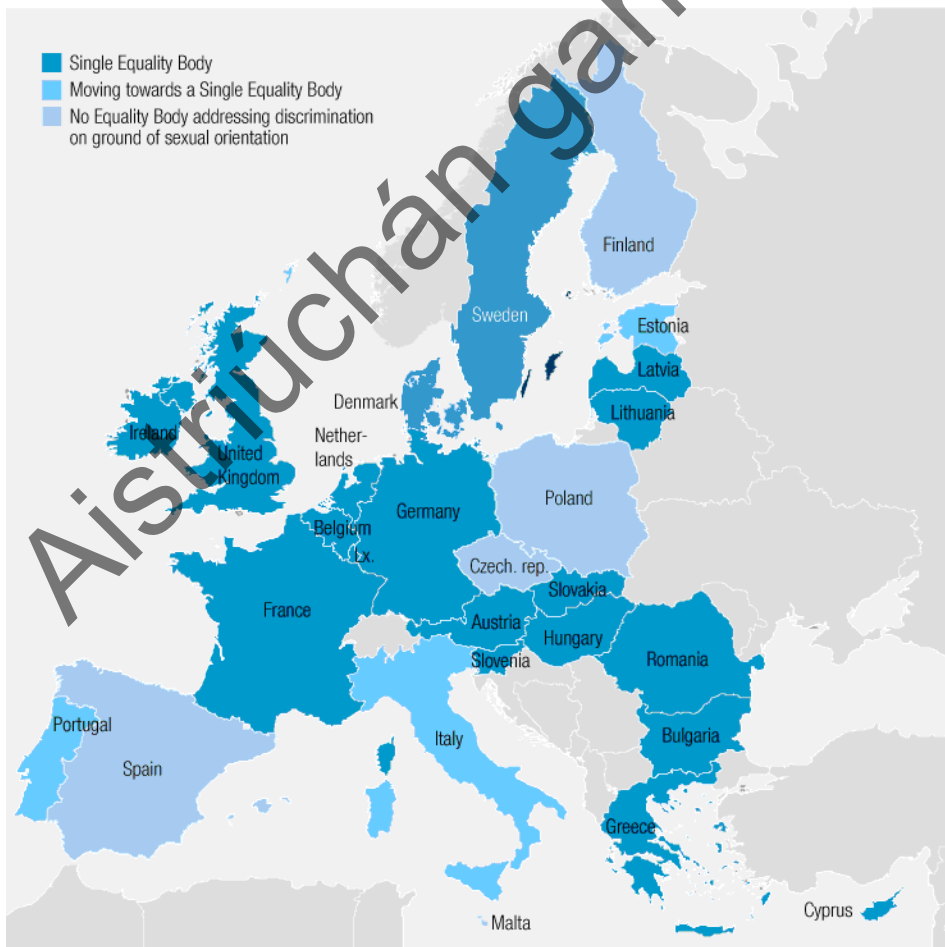 Single Equality Body
Moving towards a Single Equality Body
No Equality Body addressing discrimination
on ground of sexual orientation
Aistriúchán
Finland
Sweden
Estonia
Latvia
Lithuania
Denmark
Nether-
lands
Ireland
United
Kingdom
Belgium
Lx.
Germany
Poland
Czech. rep.
Slovakia
France
Austria
Hungary
Slovenia
Romania
Portugal
Spain
Italy
Bulgaria
Greece
Malta
Cyprus